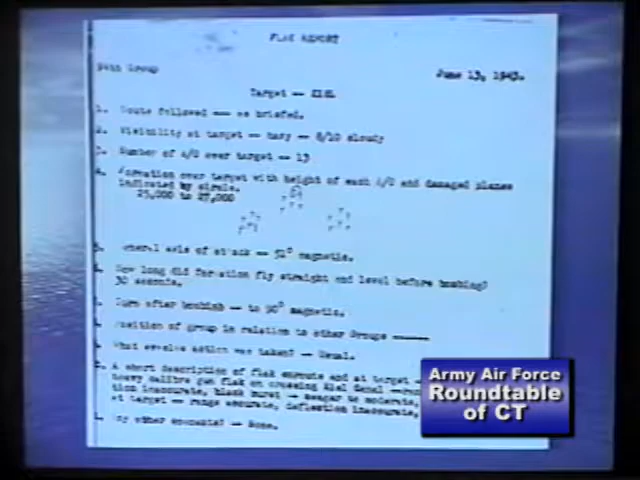 FLAK REPORT
Group
June 13, 1943.
Target — KIEL
1. Route followed — as briefed.
2. Visibility at target — hazy — 8/10 cloudy
3. Number of A/C over target — 13
4. Formation over target with height of each A/C and damaged planes
indicated by circle.
25,000 to 27,000
General axis of attack — 51° magnetic.
How long did formation fly straight and level before bombing?
30 seconds.
Turn after — to 90° magnetic.
Position of group in relation to other Groups —
What evasive action was taken? — Usual.
A short description of flak enroute and at target —
heavy calibre gun flak on crossing Kiel Canal
inaccurate, black burst — meager to moderate,
at target — range accurate, deflection inaccurate,
Any other comments? — None.
Army Air Force
Roundtable
of CT